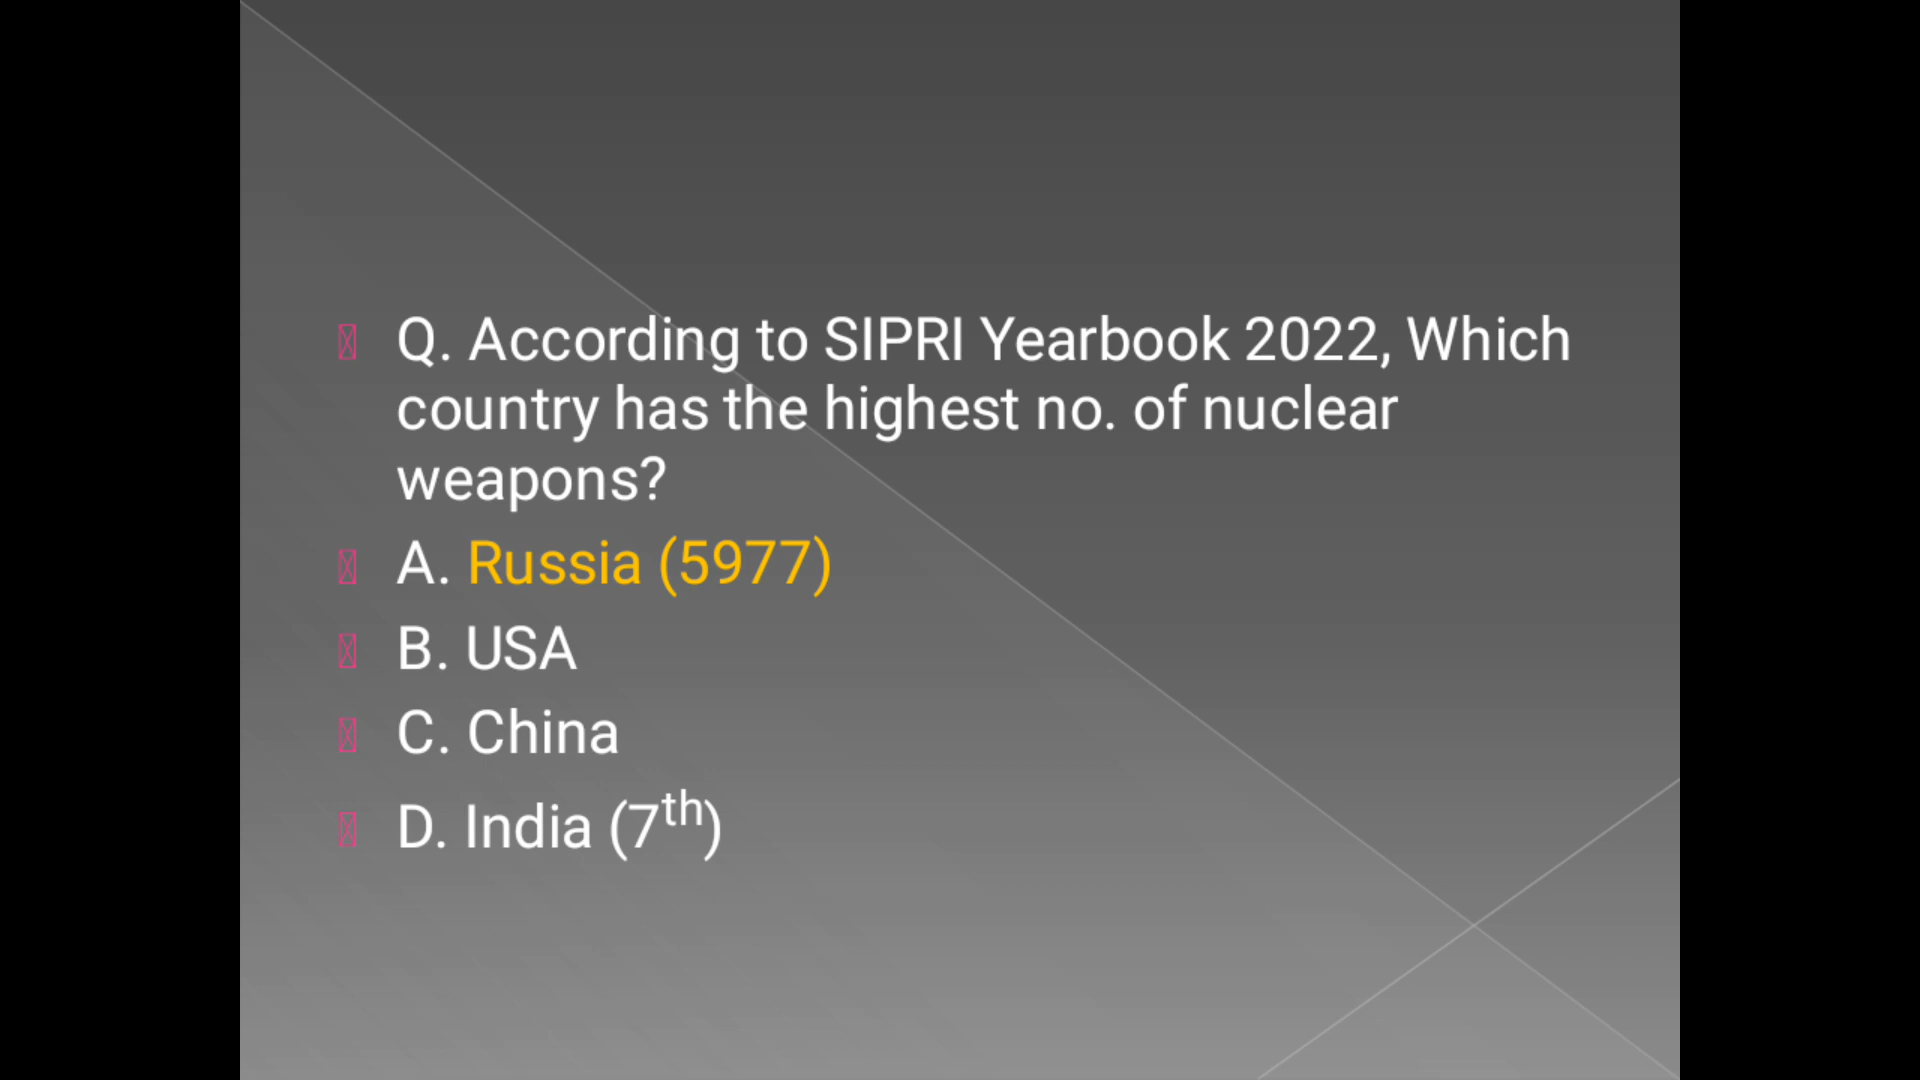 Q. According to SIPRI Yearbook 2022, Which
country has the highest no. of nuclear
weapons?
A. Russia (5977)
B. USA
C. China
D. India (7th)